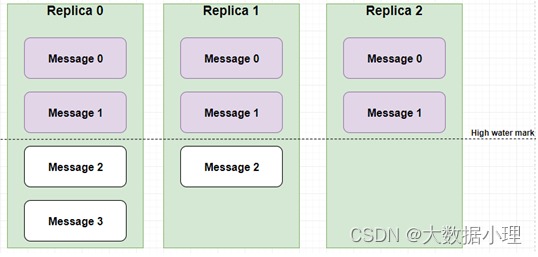 Replica 0
Replica 1
Replica 2
Message 0
Message 0
Message 0
Message 1
Message 1
Message 1
High water mark
Message 2
Message 2
Message 3
CSDN @大数据小理